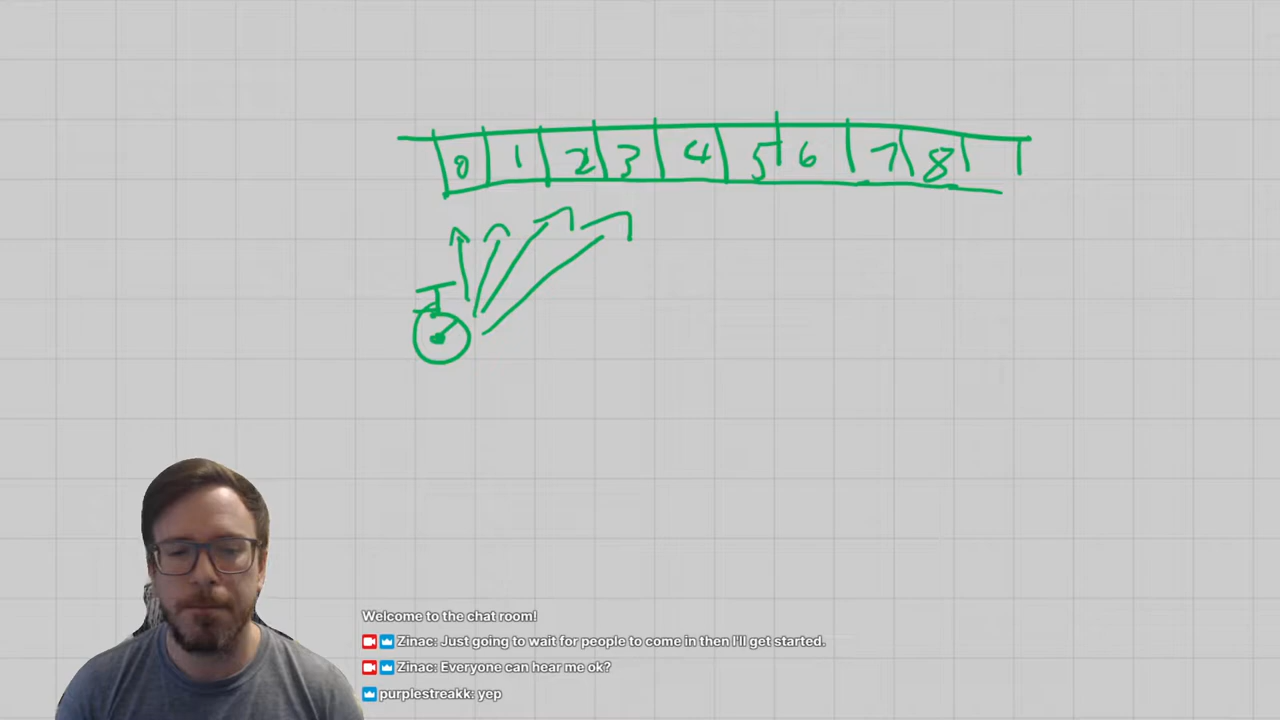 0 1 2 3 4 5 6 7 8
Welcome to the chat room!
Zinac: Just going to wait for people to come in then I'll get started.
Zinac: Everyone can hear me ok?
purplestreakk: yep